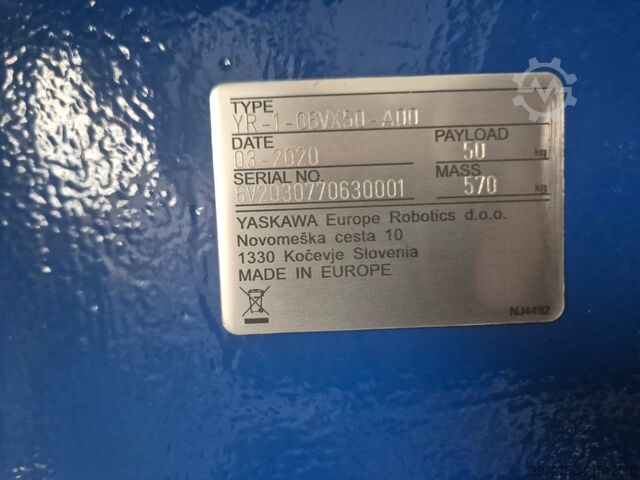 TYPE
YR-1-06VX50-A00
DATE PAYLOAD
03-2020 50 kg
SERIAL NO. MASS
6V2030770630001 570 kg
YASKAWA Europe Robotics d.o.o.
Novomeška cesta 10
1330 Kočevje Slovenia
MADE IN EUROPE
NJ4492